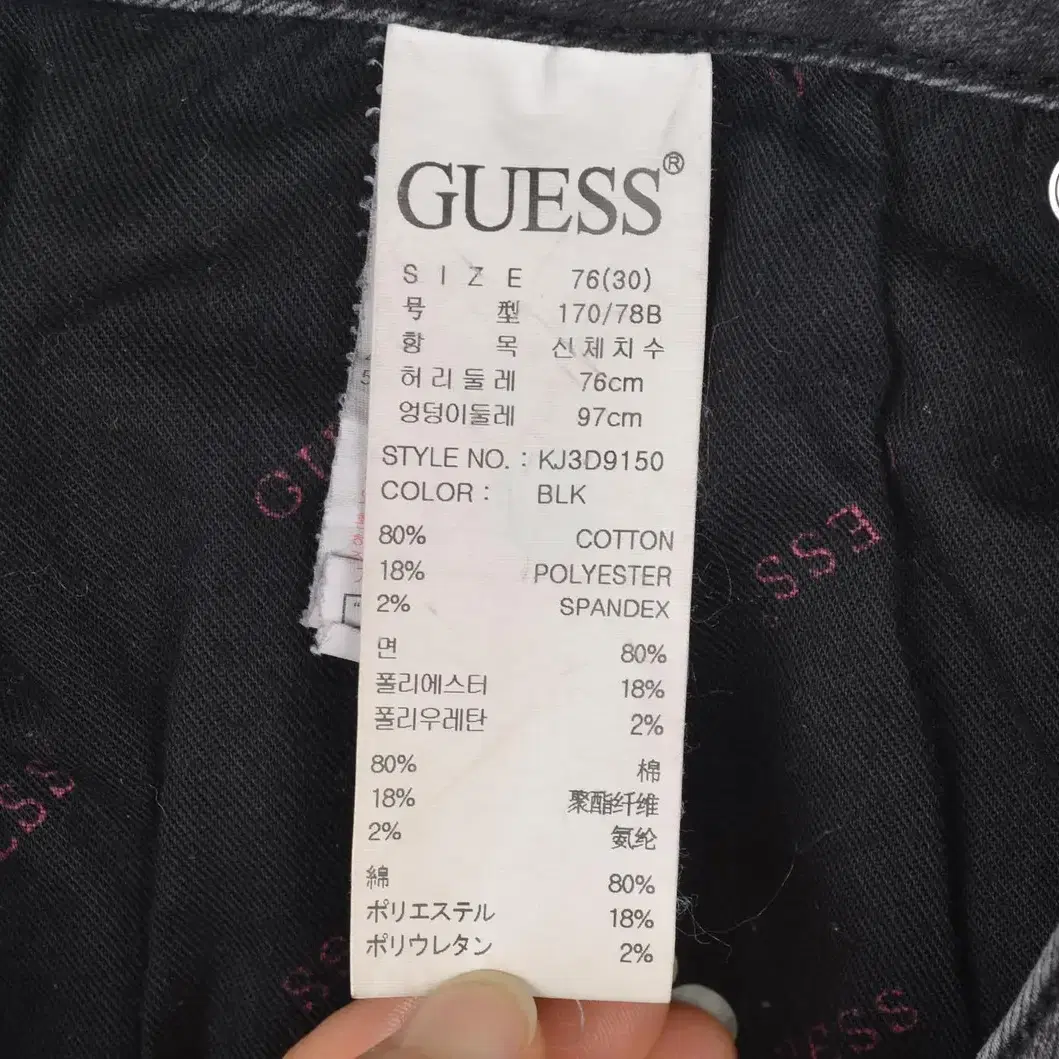 GUESS®
SIZE 76(30)
号型 170/78B
항목 신체치수
허리둘레 76cm
엉덩이둘레 97cm
STYLE NO. : KJ3D9150
COLOR : BLK
80% COTTON
18% POLYESTER
2% SPANDEX
면 80%
폴리에스터 18%
폴리우레탄 2%
80% 棉
18% 聚酯纤维
2% 氨纶
綿 80%
ポリエステル 18%
ポリウレタン 2%